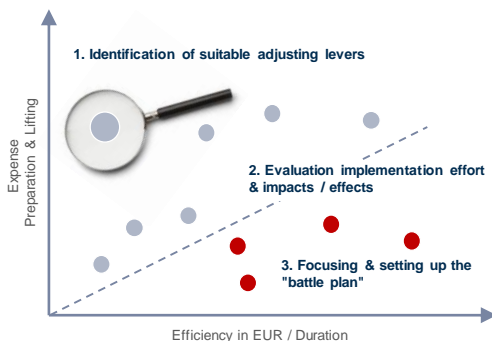 1. Identification of suitable adjusting levers
Expense
Preparation & Lifting
2. Evaluation implementation effort
& impacts / effects
3. Focusing & setting up the
"battle plan"
Efficiency in EUR / Duration